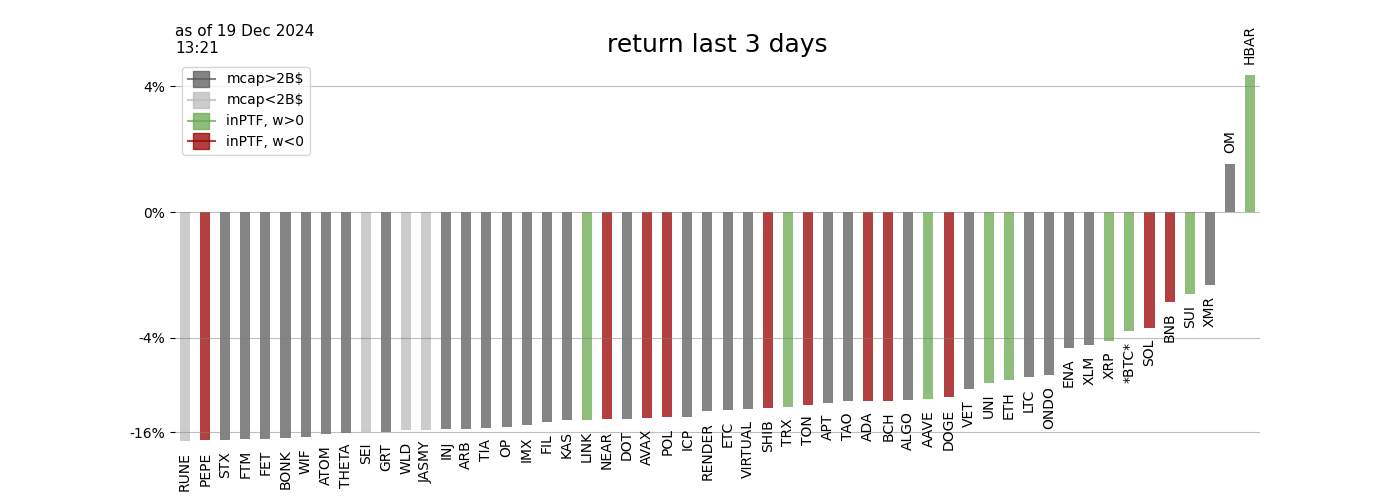 as of 19 Dec 2024
13:21
return last 3 days
mcap>2B$
mcap<2B$
inPTF, w>0
inPTF, w<0
4%
0%
-4%
-16%
RUNE
PEPE
STX
FTM
FET
BONK
WIF
ATOM
THETA
SEI
GRT
WLD
JASMY
INJ
ARB
TIA
OP
IMX
FIL
KAS
LINK
NEAR
DOT
AVAX
POL
ICP
RENDER
ETC
VIRTUAL
SHIB
TRX
TON
APT
TAO
ADA
BCH
ALGO
AAVE
DOGE
VET
UNI
ETH
LTC
ONDO
ENA
XLM
XRP
*BTC*
SOL
BNB
SUI
XMR
OM
HBAR